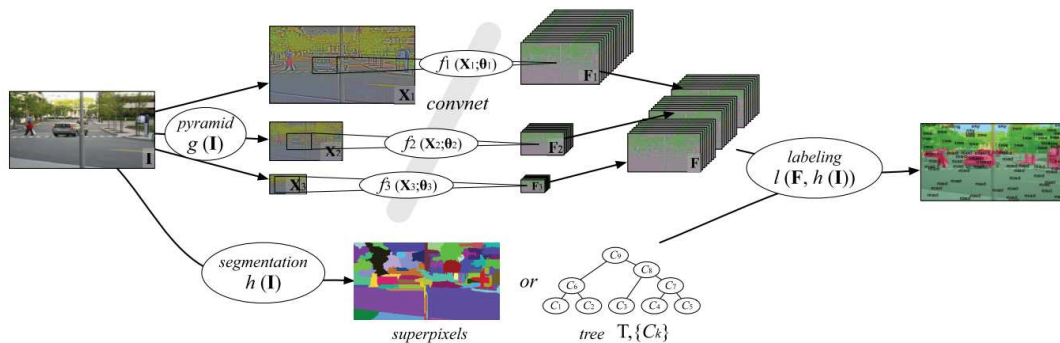 I
pyramid
g (I)
X₁
f₁ (X₁;θ₁)
convnet
F₁
X₂
f₂ (X₂;θ₂)
F₂
X₃
f₃ (X₃;θ₃)
F₃
F
labeling
l (F, h (I))
segmentation
h (I)
superpixels
or
C₉
C₈
C₆
C₇
C₁ C₂ C₃ C₄ C₅
tree T,{Cₖ}